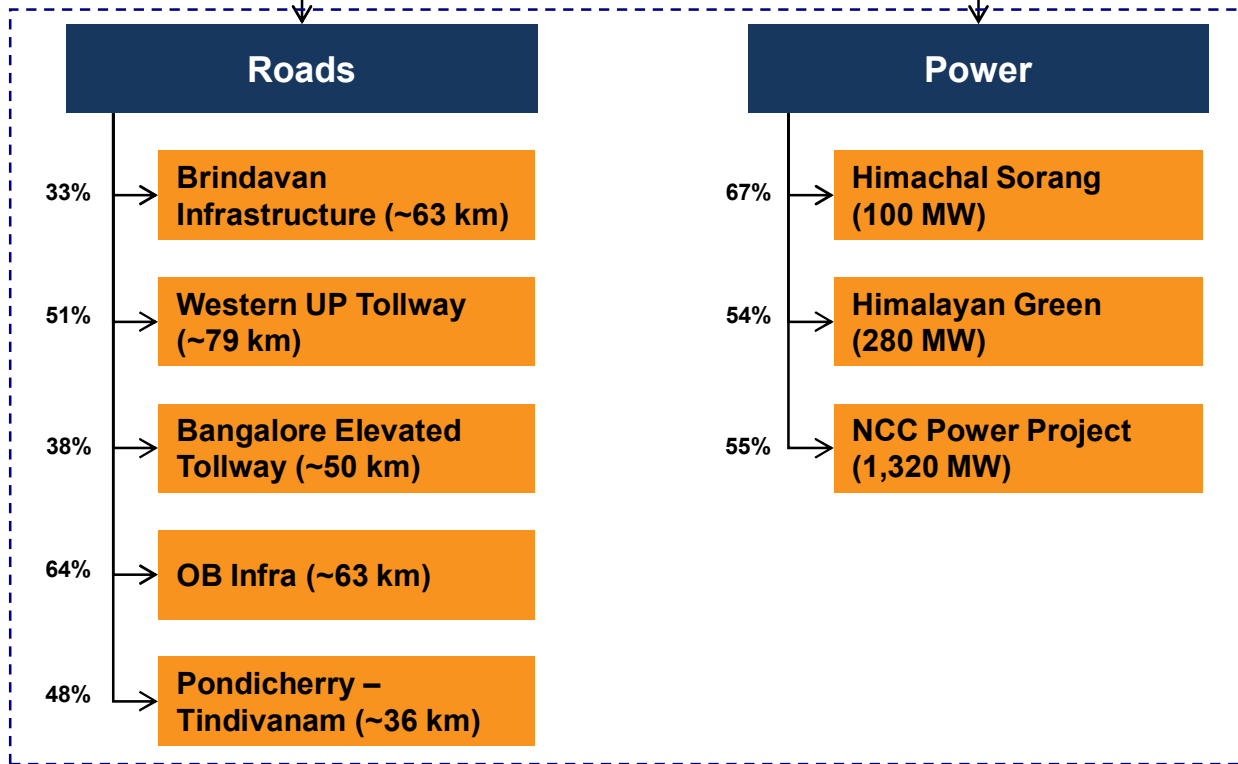 Roads
33%
Brindavan
Infrastructure (~63 km)
51%
Western UP Tollway
(~79 km)
38%
Bangalore Elevated
Tollway (~50 km)
64%
OB Infra (~63 km)
48%
Pondicherry –
Tindivanam (~36 km)
Power
67%
Himachal Sorang
(100 MW)
54%
Himalayan Green
(280 MW)
55%
NCC Power Project
(1,320 MW)